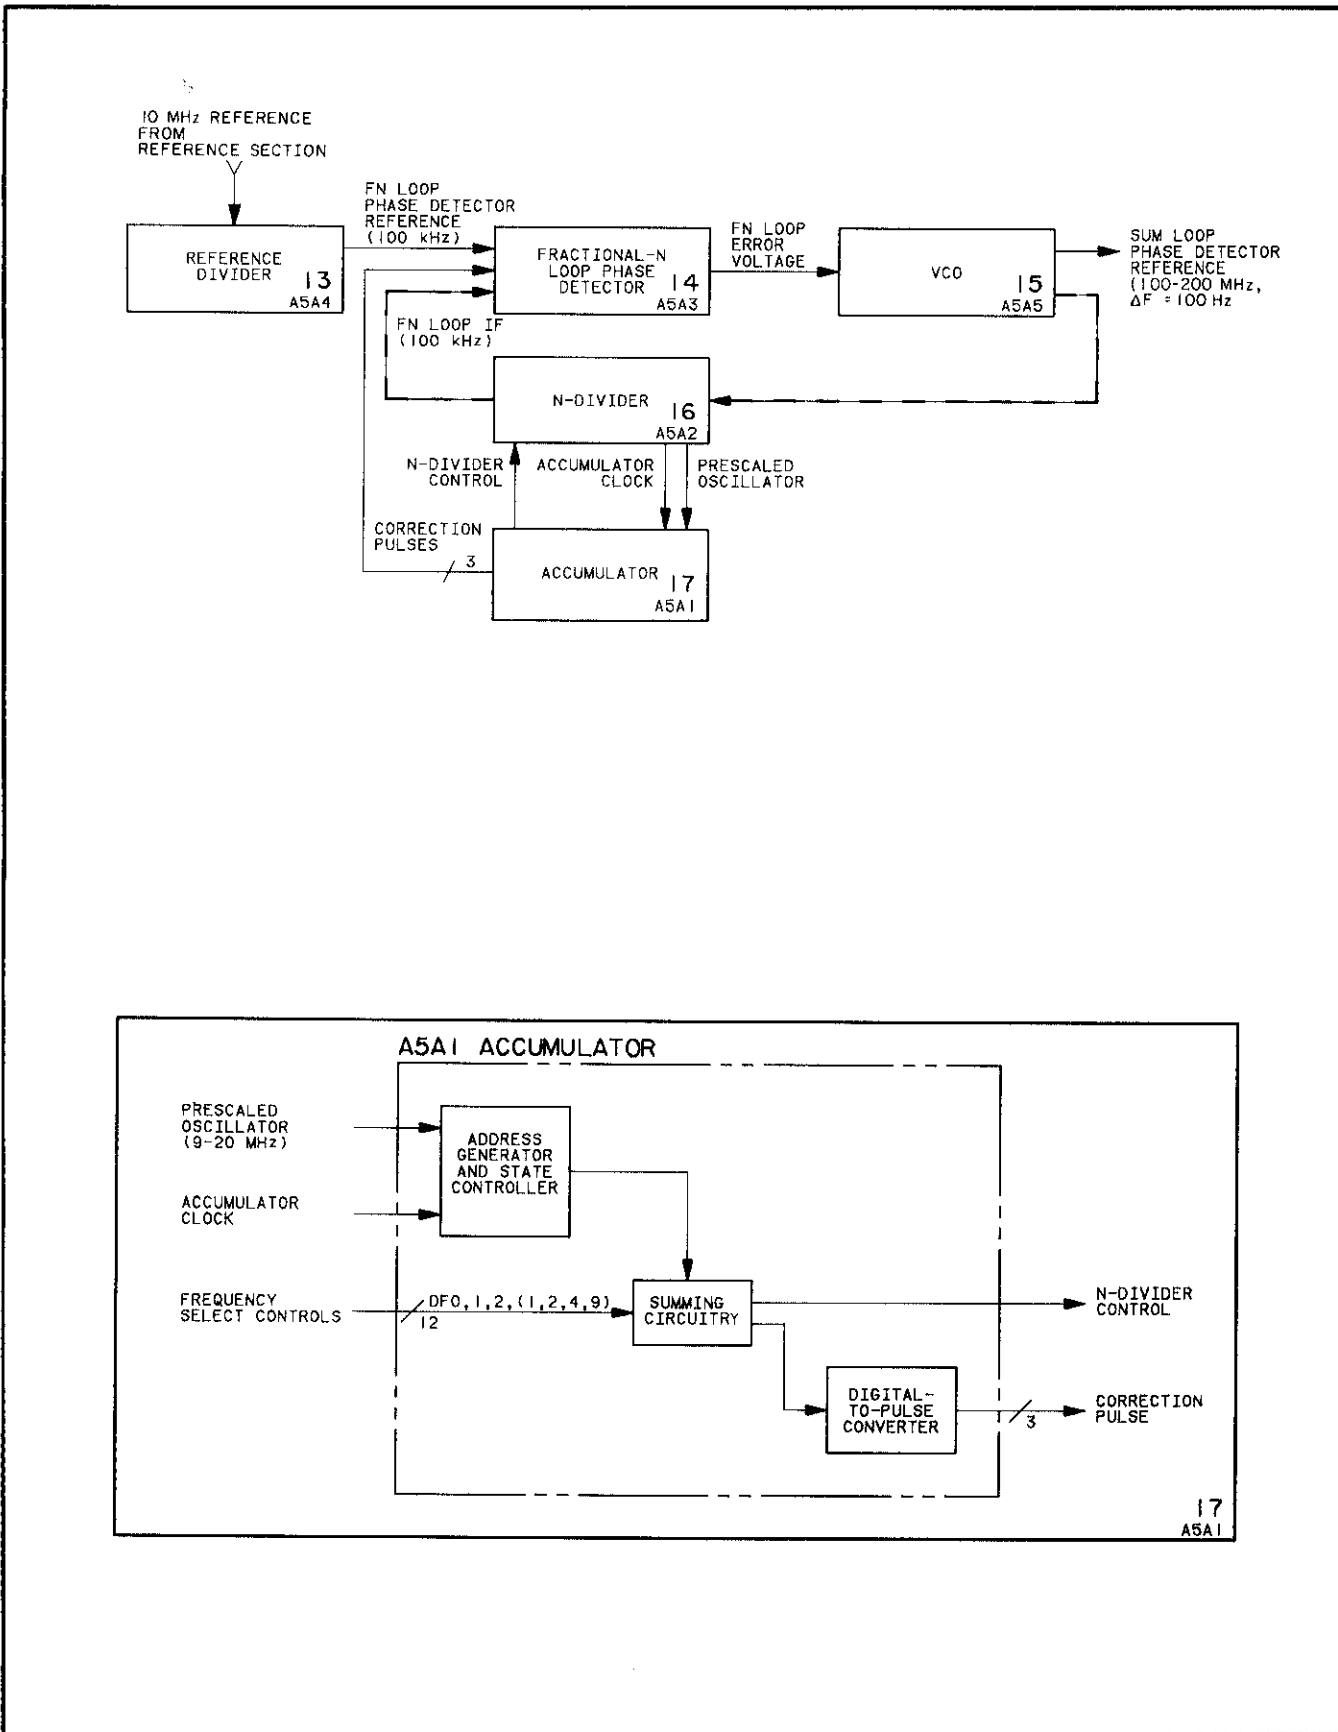 10 MHz REFERENCE
FROM
REFERENCE SECTION
FN LOOP
PHASE DETECTOR
REFERENCE
(100 kHz)
REFERENCE
DIVIDER
13
A5A4
FRACTIONAL-N
LOOP PHASE
DETECTOR
14
A5A3
FN LOOP
ERROR
VOLTAGE
VCO
15
A5A5
SUM LOOP
PHASE DETECTOR
REFERENCE
(100-200 MHz,
ΔF =100 Hz
FN LOOP IF
(100 kHz)
N-DIVIDER
16
A5A2
N-DIVIDER
CONTROL
ACCUMULATOR
CLOCK
PRESCALED
OSCILLATOR
CORRECTION
PULSES
3
ACCUMULATOR
17
A5A1
A5A1 ACCUMULATOR
PRESCALED
OSCILLATOR
(9-20 MHz)
ADDRESS
GENERATOR
AND STATE
CONTROLLER
ACCUMULATOR
CLOCK
FREQUENCY
SELECT CONTROLS
DF0,1,2,(1,2,4,9)
12
SUMMING
CIRCUITRY
N-DIVIDER
CONTROL
DIGITAL-
TO-PULSE
CONVERTER
3
CORRECTION
PULSE
17
A5A1